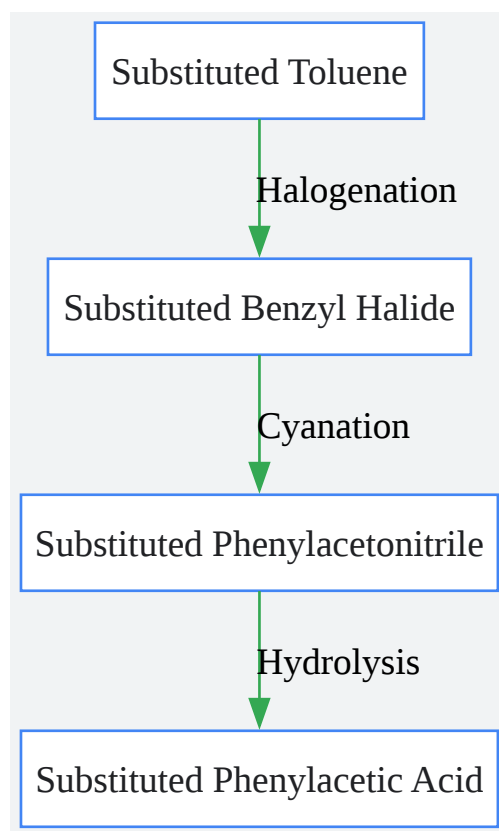 Substituted Toluene
Halogenation
Substituted Benzyl Halide
Cyanation
Substituted Phenylacetonitrile
Hydrolysis
Substituted Phenylacetic Acid